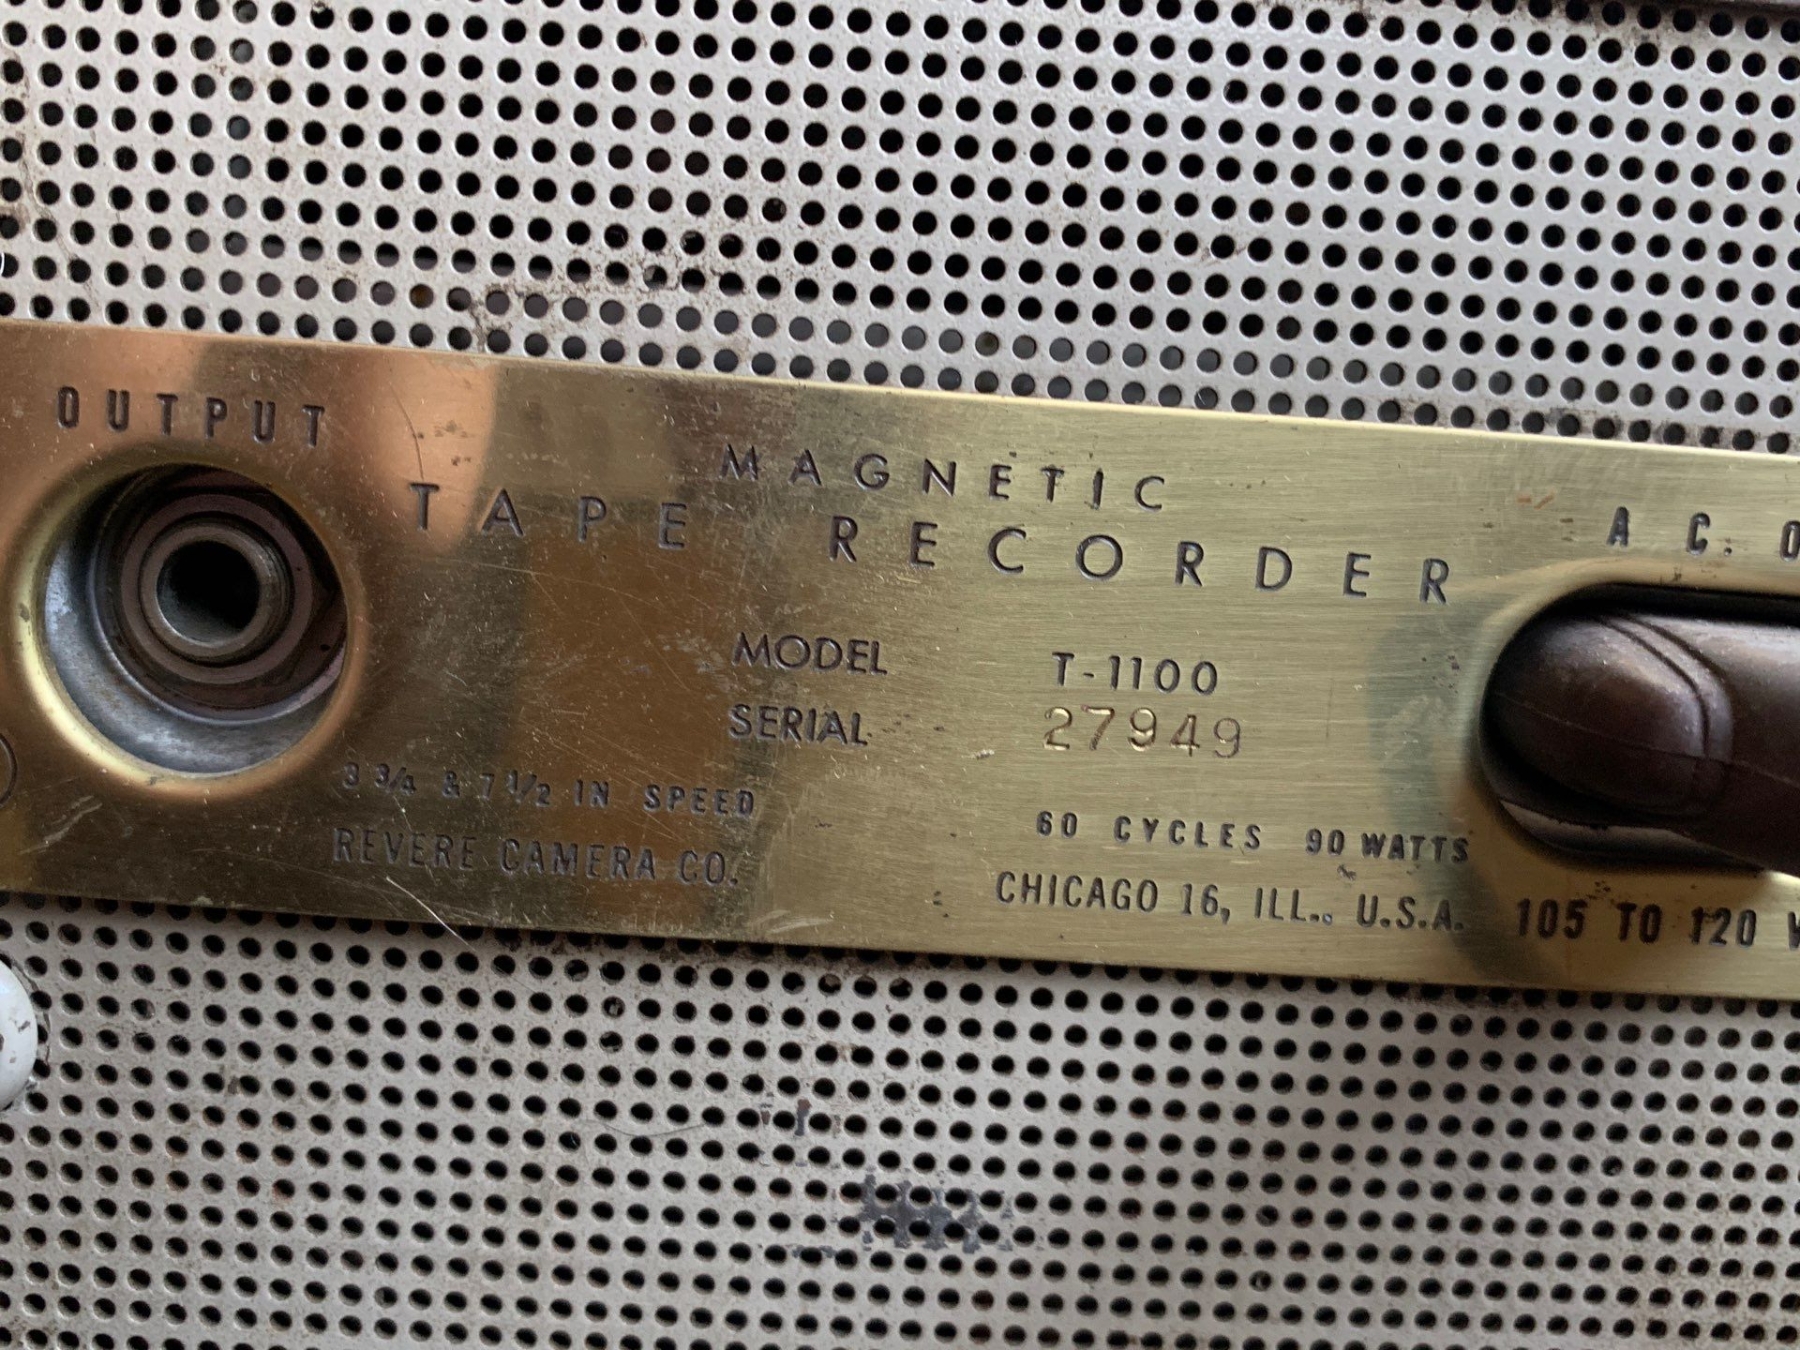 OUTPUT
MAGNETIC
TAPE RECORDER
A C.
MODEL T-1100
SERIAL 27949
3 3/4 & 7 1/2 IN SPEED
60 CYCLES 90 WATTS
REVERE CAMERA CO.
CHICAGO 16, ILL.. U.S.A.
105 TO 120